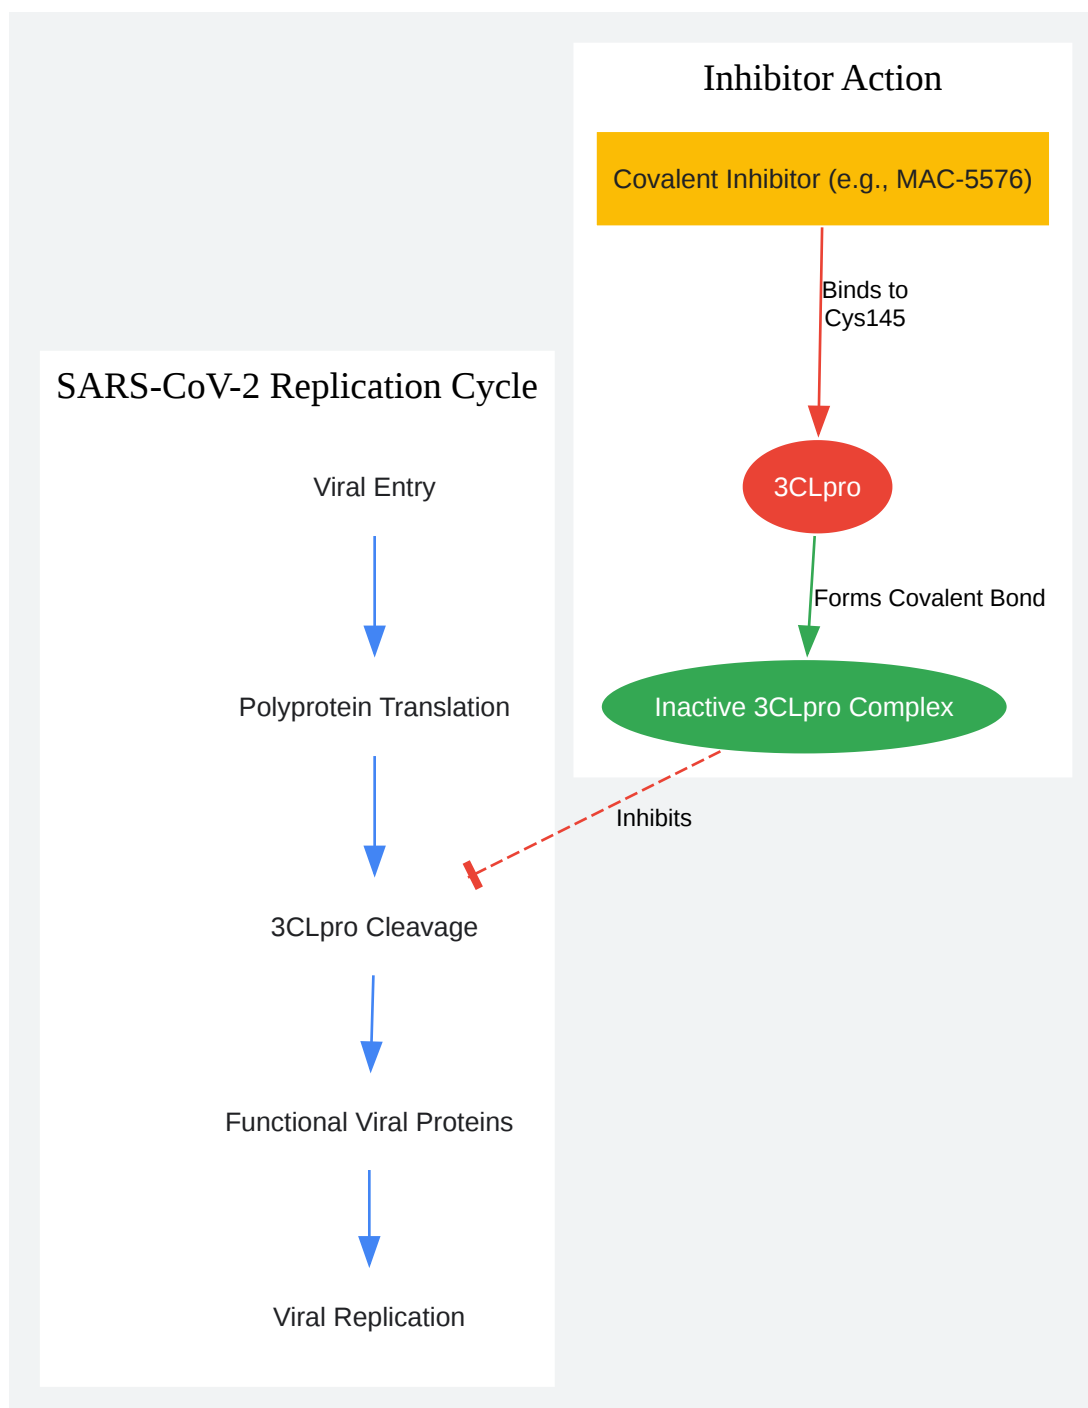 Inhibitor Action
Covalent Inhibitor (e.g., MAC-5576)
Binds to
Cys145
3CLpro
Forms Covalent Bond
Inactive 3CLpro Complex
Inhibits
SARS-CoV-2 Replication Cycle
Viral Entry
Polyprotein Translation
3CLpro Cleavage
Functional Viral Proteins
Viral Replication